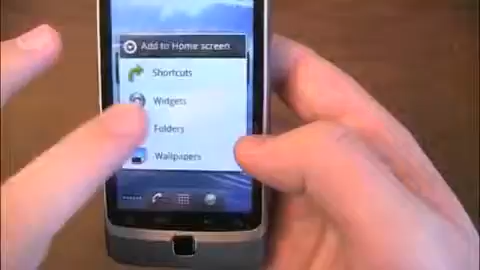 Add to Home screen
Shortcuts
Widgets
Folders
Wallpapers